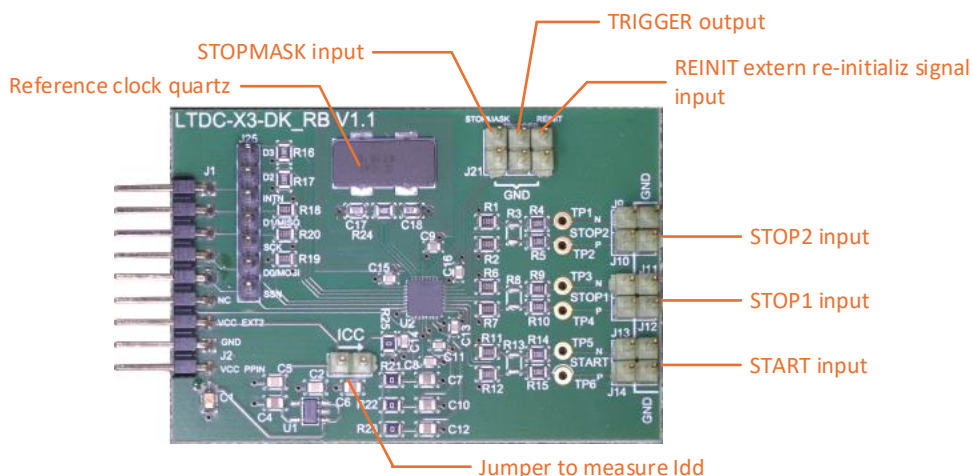 TRIGGER output
STOPMASK input
REINIT extern re-initializ signal
input
Reference clock quartz
LTDC-X3-DK_RB V1.1
STOPMASK
REINIT
J25
D3
R16
J21
GND
J1
D2
R17
INTN
R18
D1/MISO
R20
SCK
R19
D0/MOSI
SSN
NC
VCC_EXT3
GND
J2
VCC_PPIN
C17
R24
C18
C9
C15
C16
U2
R25
C14
C13
C11
ICC
R21
C8
C7
C5
C2
C6
C4
U1
C1
R22
C10
R23
C12
R1
R3
R4
TP1
N
STOP2
P
R2
R5
TP2
J9
GND
J10
STOP2 input
R6
R8
R9
TP3
N
STOP1
P
R7
R10
TP4
J11
J12
STOP1 input
J13
R11
R13
R14
TP5
N
START
P
R12
R15
TP6
J14
GND
START input
Jumper to measure Idd